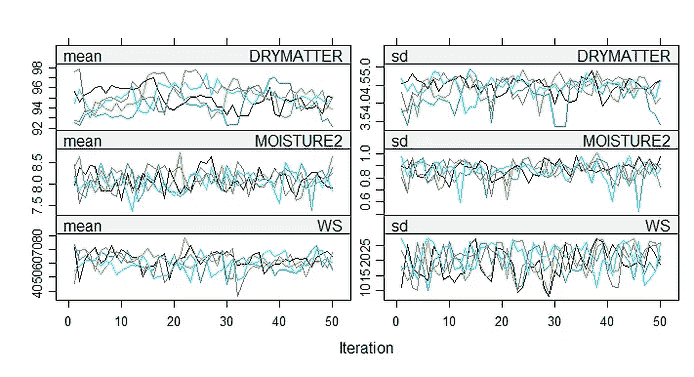 mean DRYMATTER sd DRYMATTER
92 94 96 98
3.5 4.0 4.5 5.0
mean MOISTURE2 sd MOISTURE2
7.5 8.0 8.5
0.6 0.8 1.0
mean WS sd WS
40 50 60 70 80
10 15 20 25
0 10 20 30 40 50 0 10 20 30 40 50
Iteration